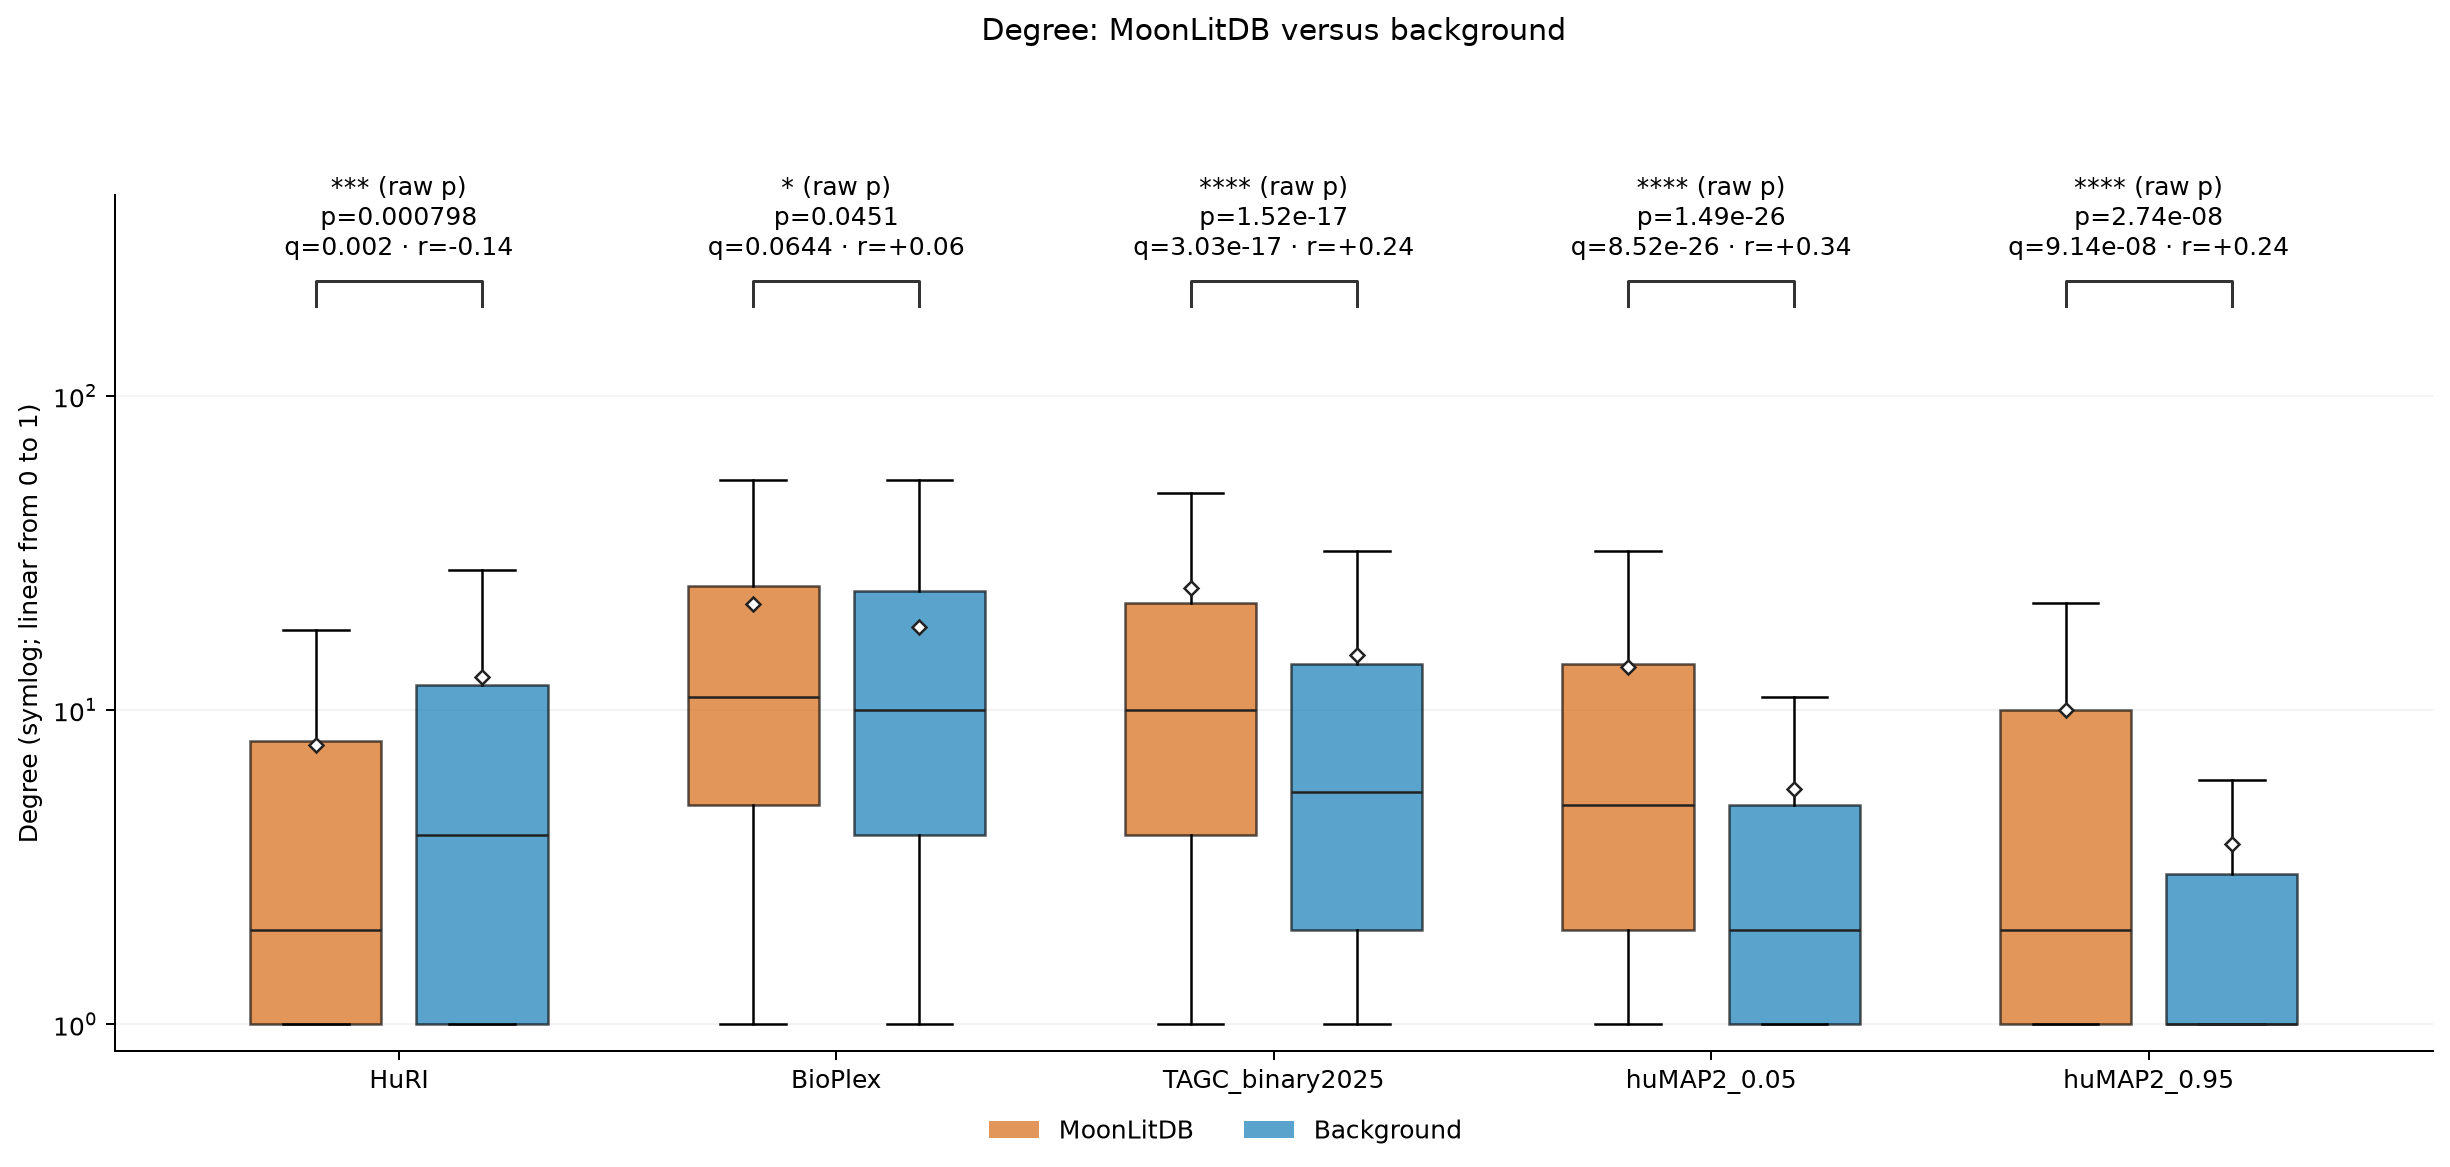 Degree: MoonLitDB versus background
*** (raw p)
p=0.000798
q=0.002 · r=-0.14
* (raw p)
p=0.0451
q=0.0644 · r=+0.06
**** (raw p)
p=1.52e-17
q=3.03e-17 · r=+0.24
**** (raw p)
p=1.49e-26
q=8.52e-26 · r=+0.34
**** (raw p)
p=2.74e-08
q=9.14e-08 · r=+0.24
Degree (symlog; linear from 0 to 1)
10²
10¹
10⁰
HuRI
BioPlex
TAGC_binary2025
huMAP2_0.05
huMAP2_0.95
MoonLitDB
Background